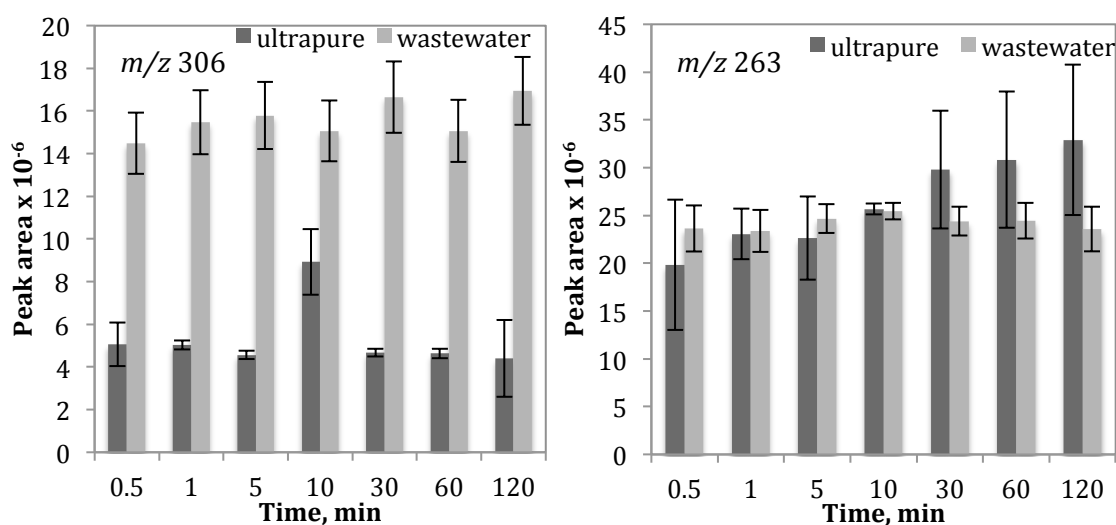 m/z 306
ultrapure wastewater
Peak area x 10-6
20
18
16
14
12
10
8
6
4
2
0
0.5 1 5 10 30 60 120
Time, min
m/z 263
ultrapure wastewater
Peak area x 10-6
45
40
35
30
25
20
15
10
5
0
0.5 1 5 10 30 60 120
Time, min